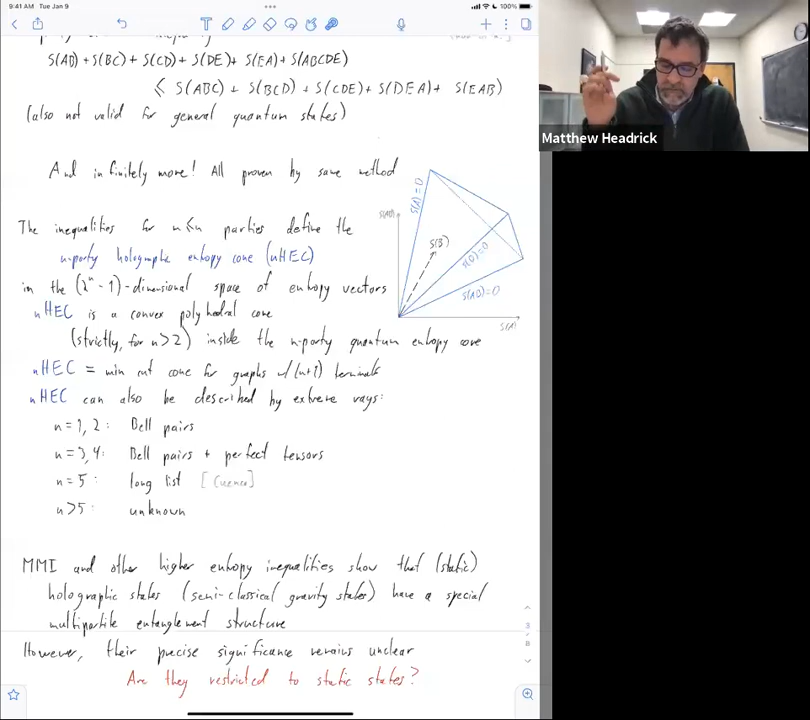 9:41 AM Tue Jan 9
100%
S(AB) + S(BC) + S(CD) + S(DE) + S(EA) + S(ABCDE)
≤ S(ABC) + S(BCD) + S(CDE) + S(DEA) + S(EAB)
(also not valid for general quantum states)
And infinitely more! All proven by same method
The inequalities for n≤n parties define the
n-party holographic entropy cone (nHEC)
in the (2ⁿ-1)-dimensional space of entropy vectors
nHEC is a convex polyhedral cone
(strictly, for n>2) inside the n-party quantum entropy cone
nHEC = min cut cone for graphs w/(n+1) terminals
nHEC can also be described by extreme rays:
n=1,2: Bell pairs
n=3,4: Bell pairs + perfect tensors
n=5: long list [Cuenca]
n>5: unknown
MMI and other higher entropy inequalities show that (static)
holographic states (semi-classical gravity states) have a special
multipartite entanglement structure
However, their precise significance remains unclear
Are they restricted to static states?
S(AB)
S(A)=0
S(B)
S(B)=0
S(AB)=0
S(A)
Matthew Headrick